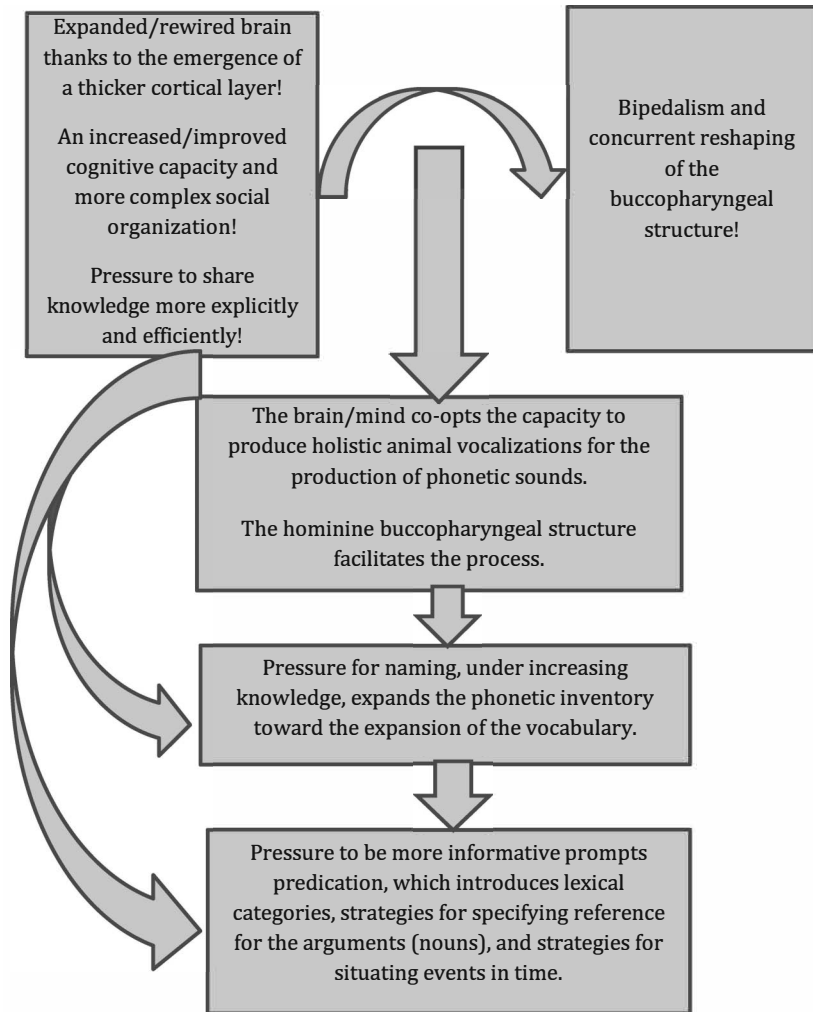 Expanded/rewired brain
thanks to the emergence of
a thicker cortical layer!
An increased/improved
cognitive capacity and
more complex social
organization!
Pressure to share
knowledge more explicitly
and efficiently!
Bipedalism and
concurrent reshaping
of the
buccopharyngeal
structure!
The brain/mind co-opts the capacity to
produce holistic animal vocalizations for the
production of phonetic sounds.
The hominine buccopharyngeal structure
facilitates the process.
Pressure for naming, under increasing
knowledge, expands the phonetic inventory
toward the expansion of the vocabulary.
Pressure to be more informative prompts
predication, which introduces lexical
categories, strategies for specifying reference
for the arguments (nouns), and strategies for
situating events in time.